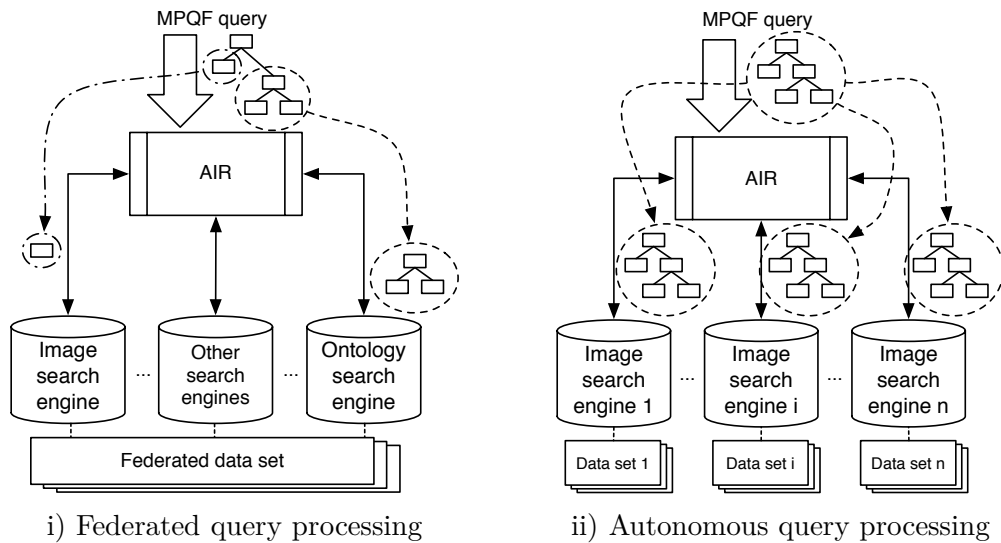 MPQF query
AIR
Image
search
engine
...
Other
search
engines
...
Ontology
search
engine
Federated data set
i) Federated query processing
MPQF query
AIR
Image
search
engine 1
...
Image
search
engine i
...
Image
search
engine n
Data set 1
Data set i
Data set n
ii) Autonomous query processing